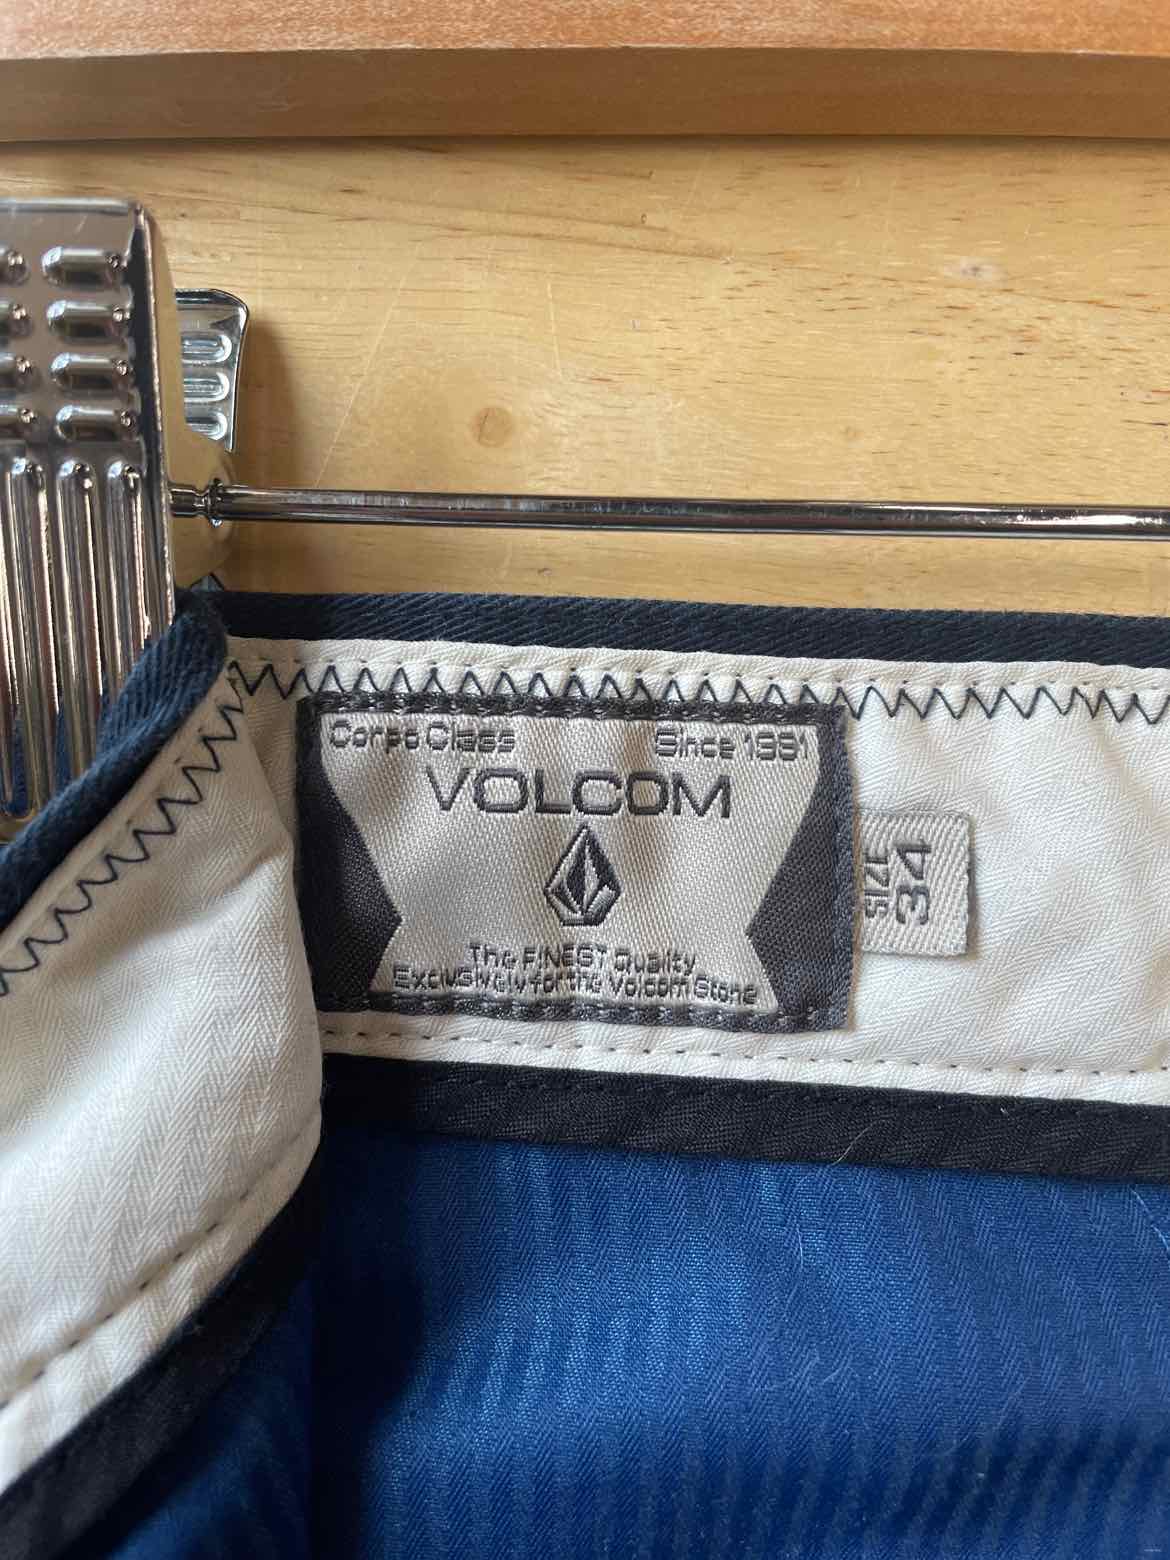 Corpo Class Since 1991
VOLCOM
The FINEST Quality
Exclusively for the Volcom Stone
SIZE
34